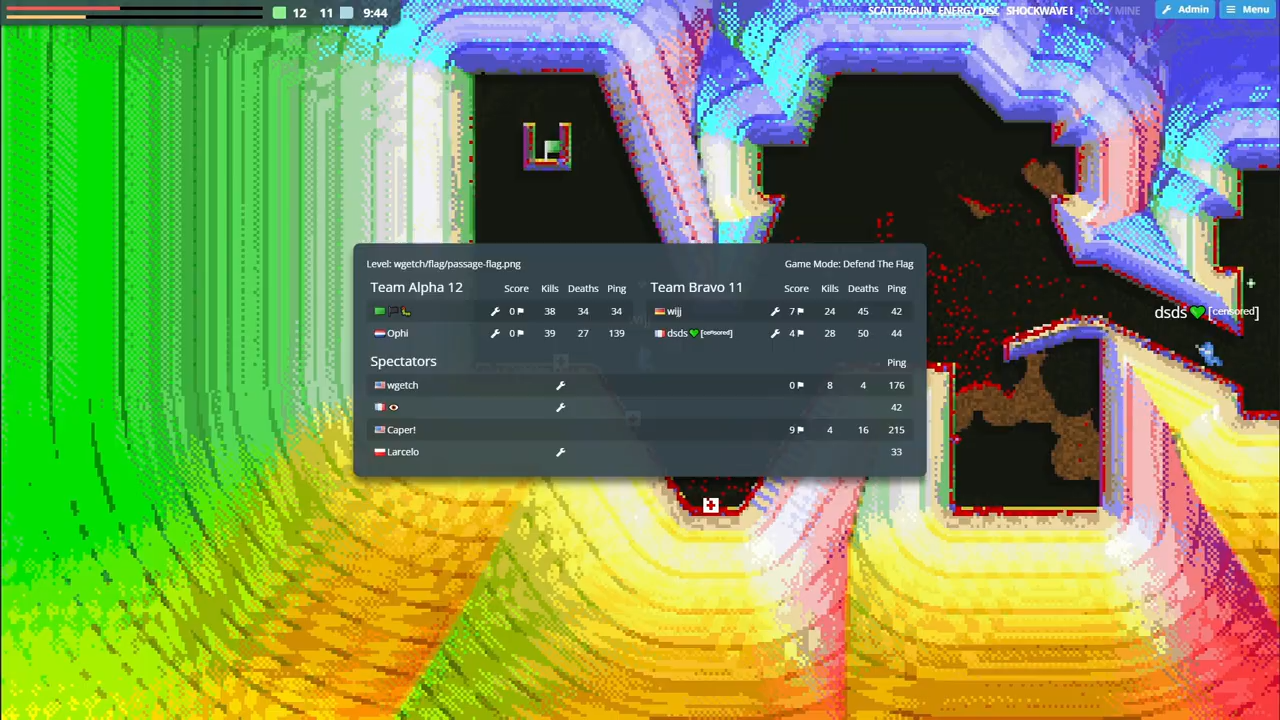 12 11 9:44
SCATTERGUN ENERGY DISC SHOCKWAVE
Admin Menu
Level: wgetch/flag/passage-flag.png Game Mode: Defend The Flag
Team Alpha 12 Score Kills Deaths Ping Team Bravo 11 Score Kills Deaths Ping
0 38 34 34 wijj 7 24 45 42
Ophi 0 39 27 139 dsds [censored] 4 28 50 44
Spectators Ping
wgetch 0 8 4 176
42
Caper! 9 4 16 215
Larcelo 33
dsds [censored]